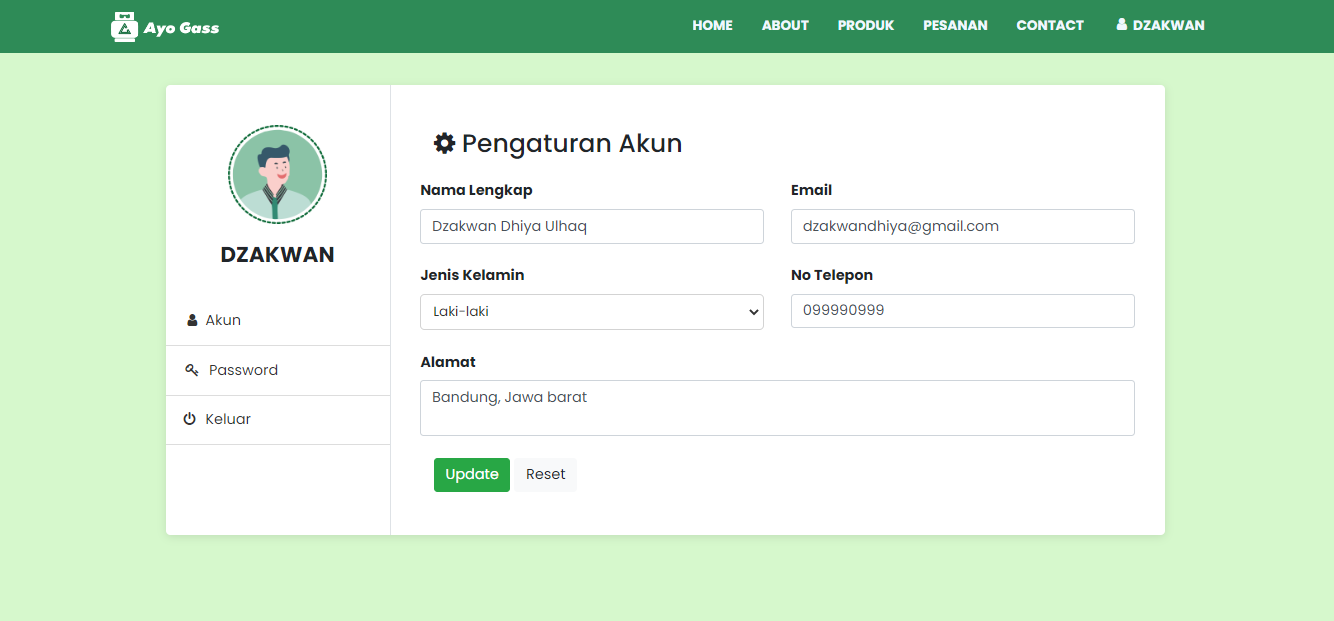 Ayo Gass
HOME ABOUT PRODUK PESANAN CONTACT DZAKWAN
DZAKWAN
Akun
Password
Keluar
Pengaturan Akun
Nama Lengkap
Dzakwan Dhiya Ulhaq
Email
dzakwandhiya@gmail.com
Jenis Kelamin
Laki-laki
No Telepon
099990999
Alamat
Bandung, Jawa barat
Update Reset